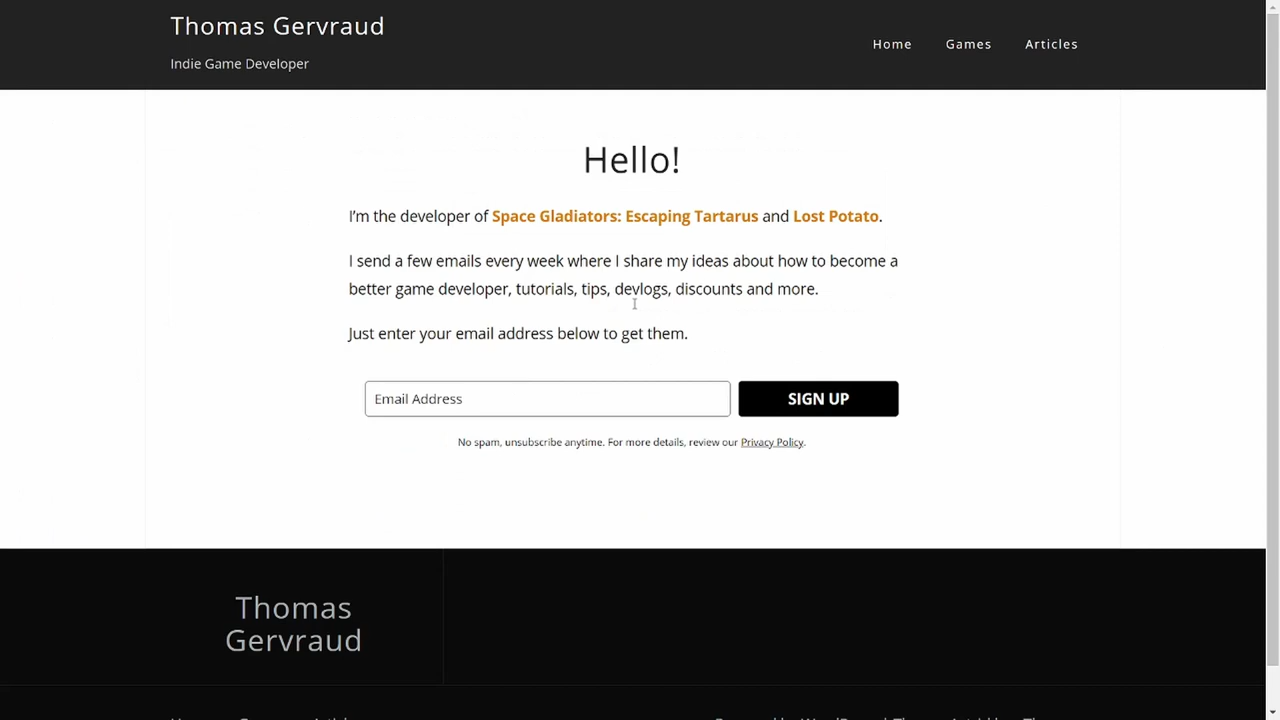 Thomas Gervraud
Indie Game Developer
Home Games Articles
Hello!
I'm the developer of Space Gladiators: Escaping Tartarus and Lost Potato.
I send a few emails every week where I share my ideas about how to become a
better game developer, tutorials, tips, devlogs, discounts and more.
Just enter your email address below to get them.
Email Address
SIGN UP
No spam, unsubscribe anytime. For more details, review our Privacy Policy.
Thomas
Gervraud